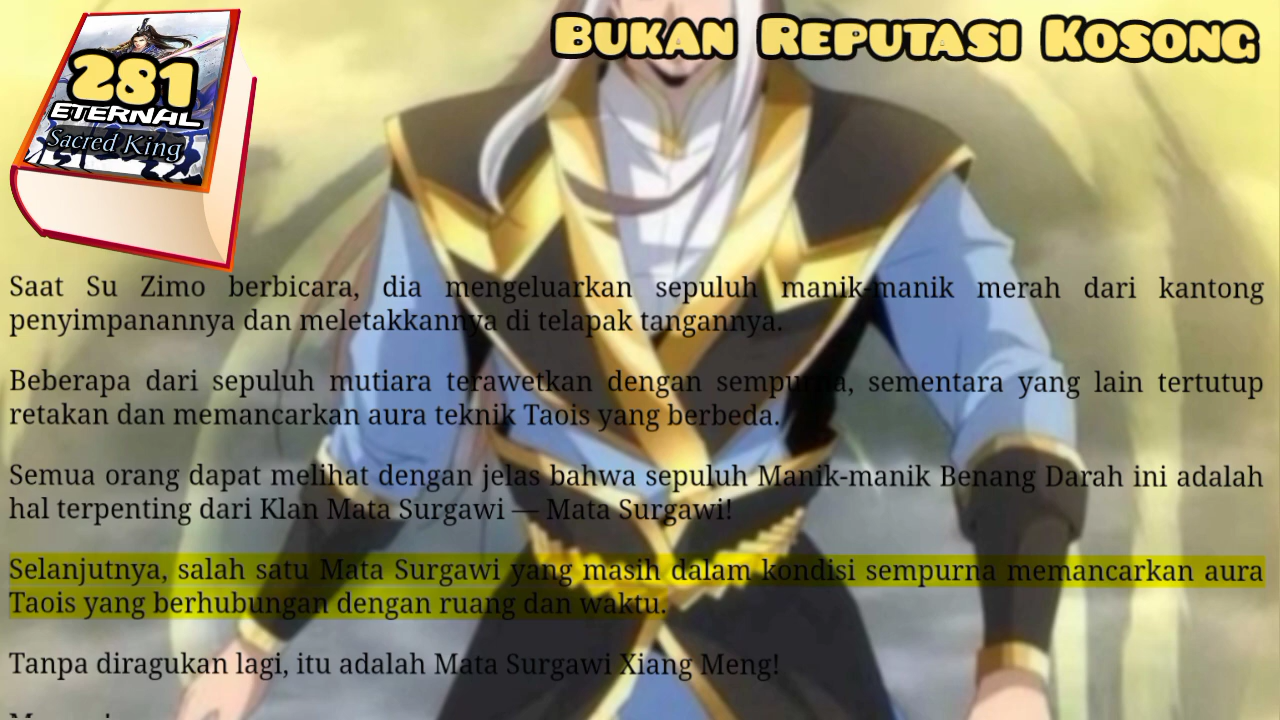 Bukan Reputasi Kosong
281
ETERNAL
Sacred King
Saat Su Zimo berbicara, dia mengeluarkan sepuluh manik-manik merah dari kantong
penyimpanannya dan meletakkannya di telapak tangannya.
Beberapa dari sepuluh mutiara terawetkan dengan sempurna, sementara yang lain tertutup
retakan dan memancarkan aura teknik Taois yang berbeda.
Semua orang dapat melihat dengan jelas bahwa sepuluh Manik-manik Benang Darah ini adalah
hal terpenting dari Klan Mata Surgawi — Mata Surgawi!
Selanjutnya, salah satu Mata Surgawi yang masih dalam kondisi sempurna memancarkan aura
Taois yang berhubungan dengan ruang dan waktu.
Tanpa diragukan lagi, itu adalah Mata Surgawi Xiang Meng!